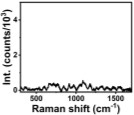 Int. (counts/10³)
4
2
0
500 1000 1500
Raman shift (cm⁻¹)